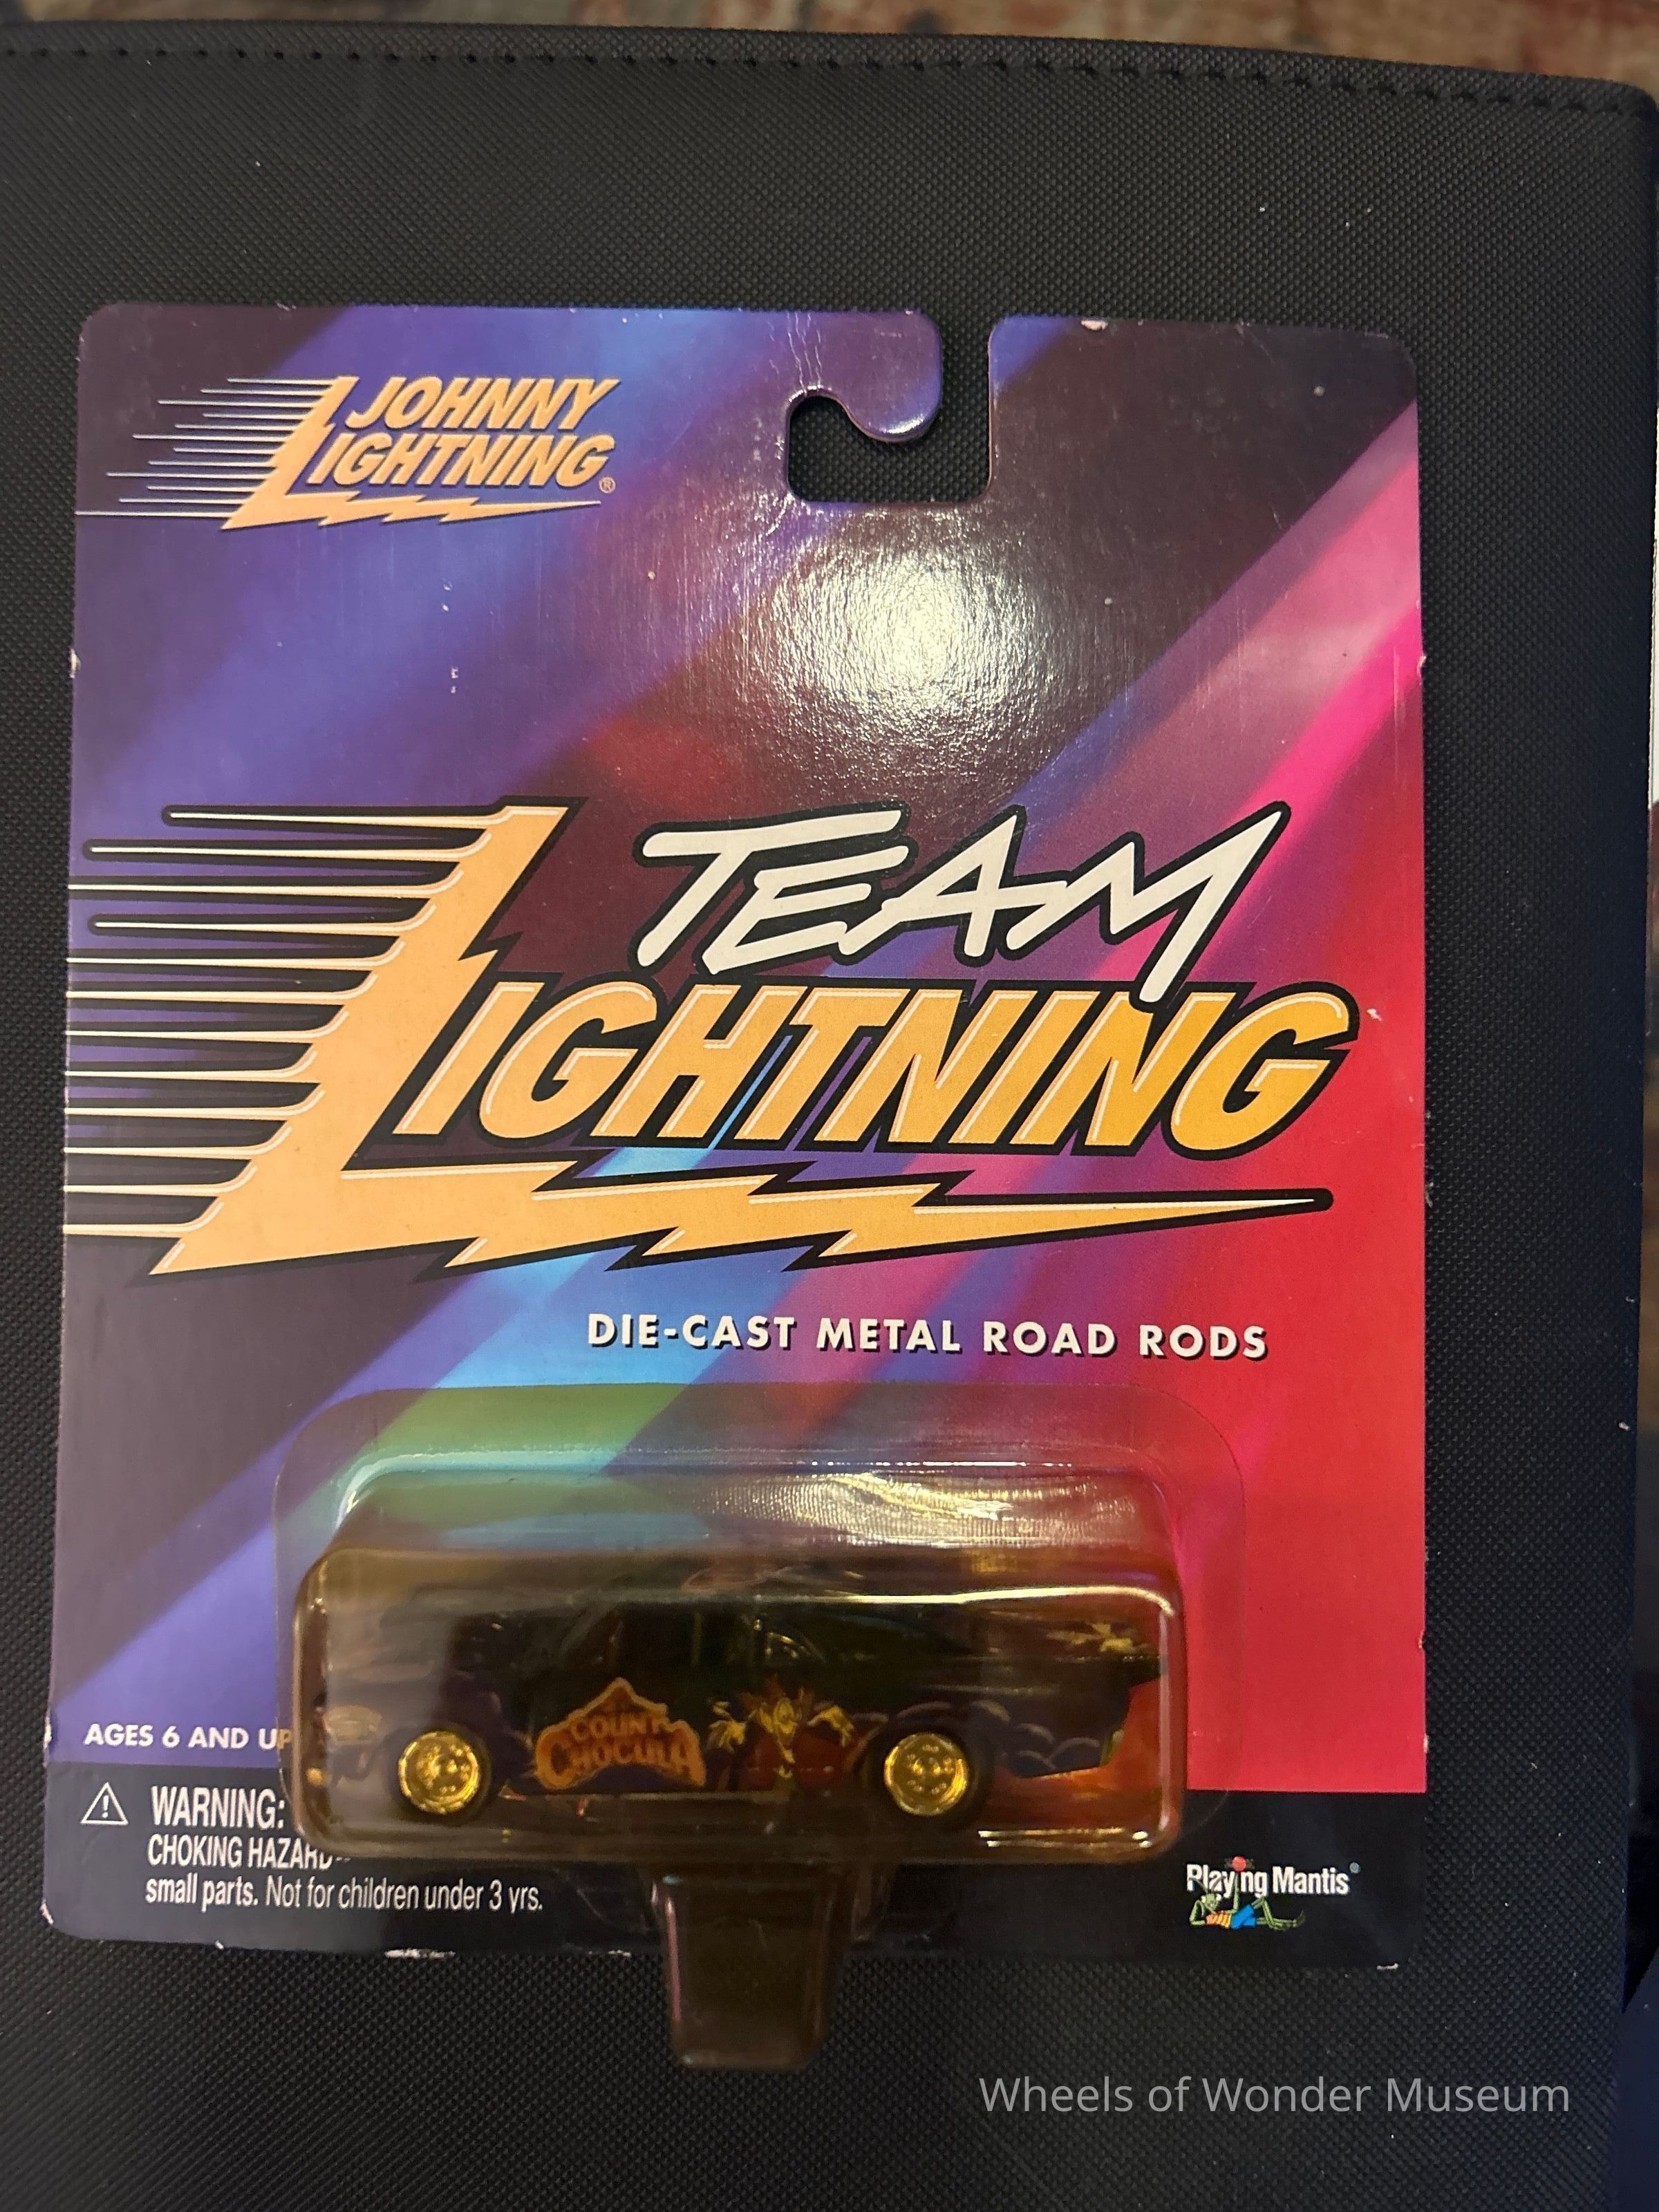 JOHNNY
LIGHTNING®
TEAM
LIGHTNING
DIE-CAST METAL ROAD RODS
COUNT
CHOCULA
AGES 6 AND UP
WARNING:
CHOKING HAZARD-
small parts. Not for children under 3 yrs.
Playing Mantis®
Wheels of Wonder Museum